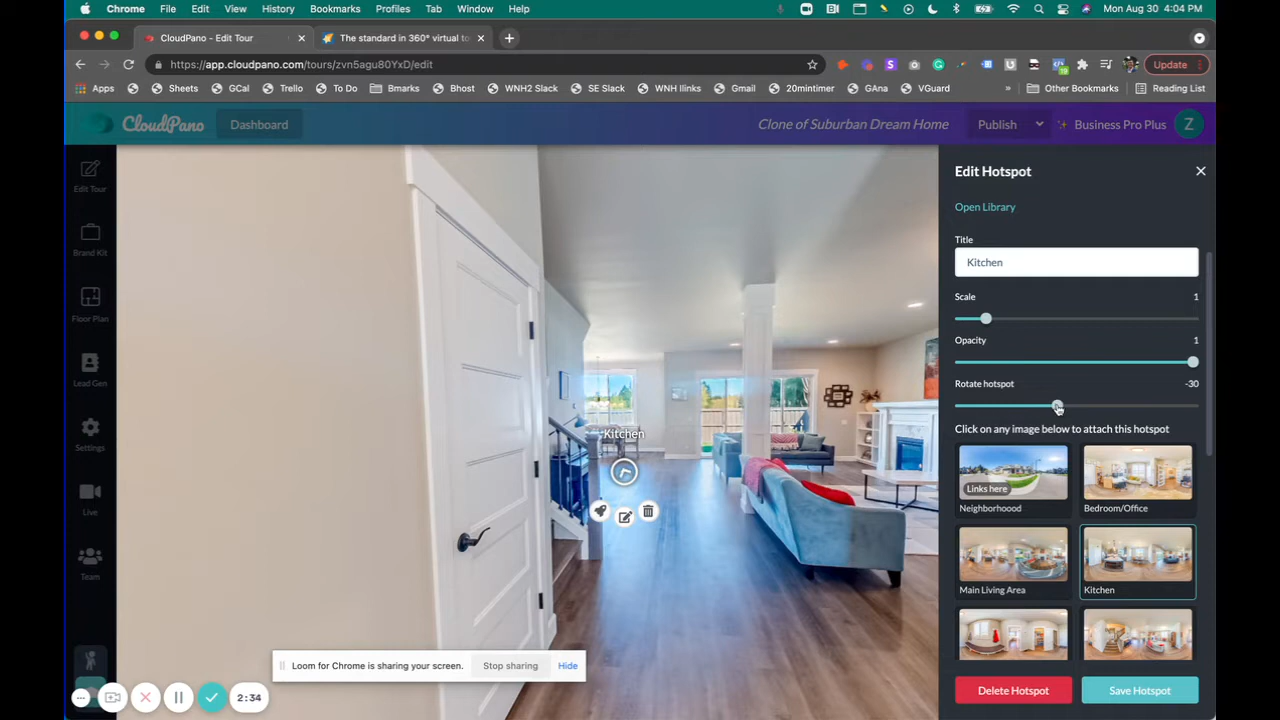 Chrome File Edit View History Bookmarks Profiles Tab Window Help Mon Aug 30 4:04 PM
CloudPano - Edit Tour The standard in 360° virtual to
https://app.cloudpano.com/tours/zvn5agu80YxD/edit Update
Apps Sheets GCal Trello To Do Bmarks Bhost WNH2 Slack SE Slack WNH llinks Gmail 20mintimer GAna VGuard » Other Bookmarks Reading List
CloudPano Dashboard Clone of Suburban Dream Home Publish Business Pro Plus Z
Edit Tour
Brand Kit
Floor Plan
Lead Gen
Settings
Live
Team
Kitchen
Edit Hotspot
Open Library
Title
Kitchen
Scale 1
Opacity 1
Rotate hotspot -30
Click on any image below to attach this hotspot
Links here
Neighborhoood Bedroom/Office
Main Living Area Kitchen
Delete Hotspot Save Hotspot
Loom for Chrome is sharing your screen. Stop sharing Hide
2:34